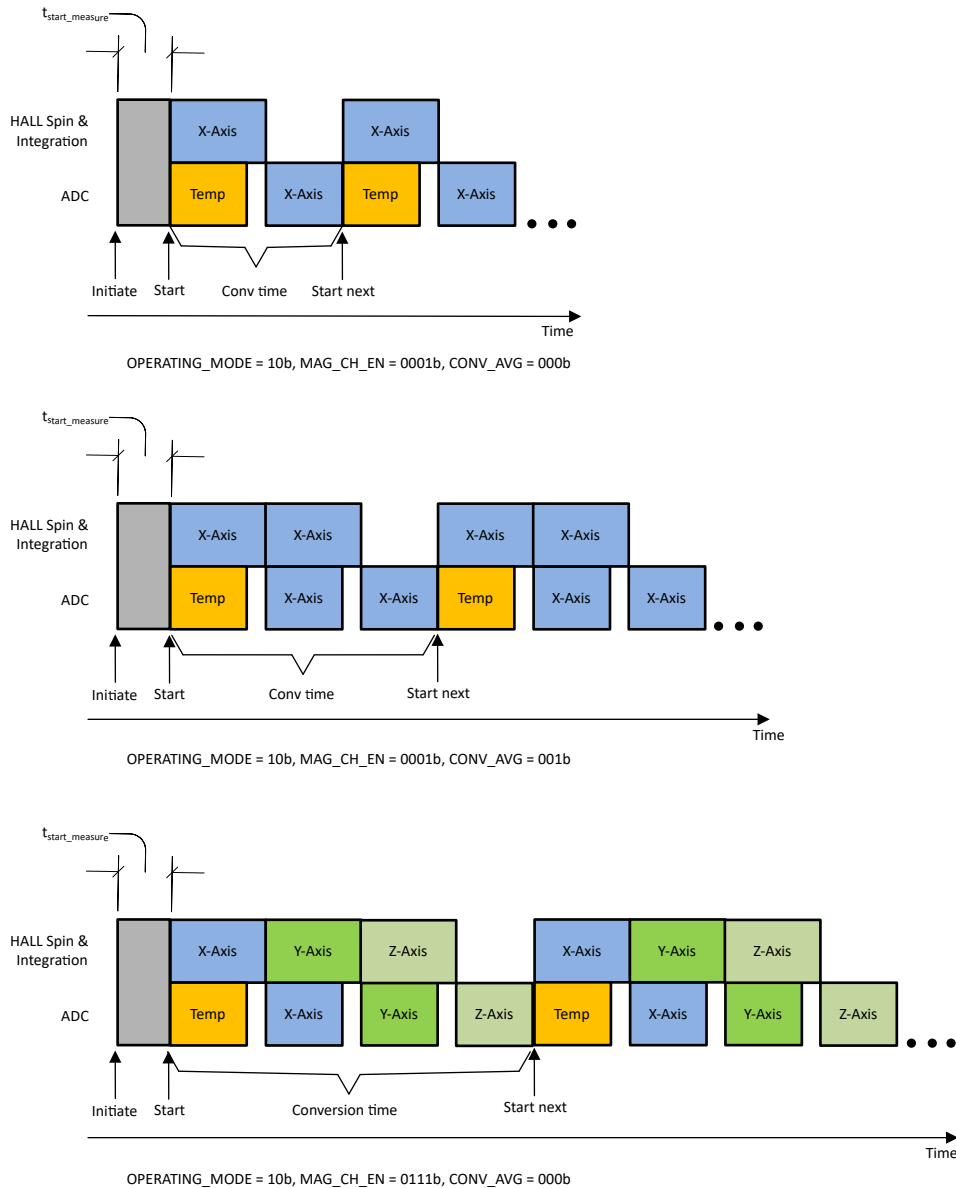 tstart_measure
HALL Spin &
Integration
X-Axis X-Axis
ADC
Temp X-Axis Temp X-Axis
Initiate Start Conv time Start next
Time
OPERATING_MODE = 10b, MAG_CH_EN = 0001b, CONV_AVG = 000b
tstart_measure
HALL Spin &
Integration
X-Axis X-Axis X-Axis X-Axis
ADC
Temp X-Axis X-Axis Temp X-Axis X-Axis
Initiate Start Conv time Start next
Time
OPERATING_MODE = 10b, MAG_CH_EN = 0001b, CONV_AVG = 001b
tstart_measure
HALL Spin &
Integration
X-Axis Y-Axis Z-Axis X-Axis Y-Axis Z-Axis
ADC
Temp X-Axis Y-Axis Z-Axis Temp X-Axis Y-Axis Z-Axis
Initiate Start Conversion time Start next
Time
OPERATING_MODE = 10b, MAG_CH_EN = 0111b, CONV_AVG = 000b